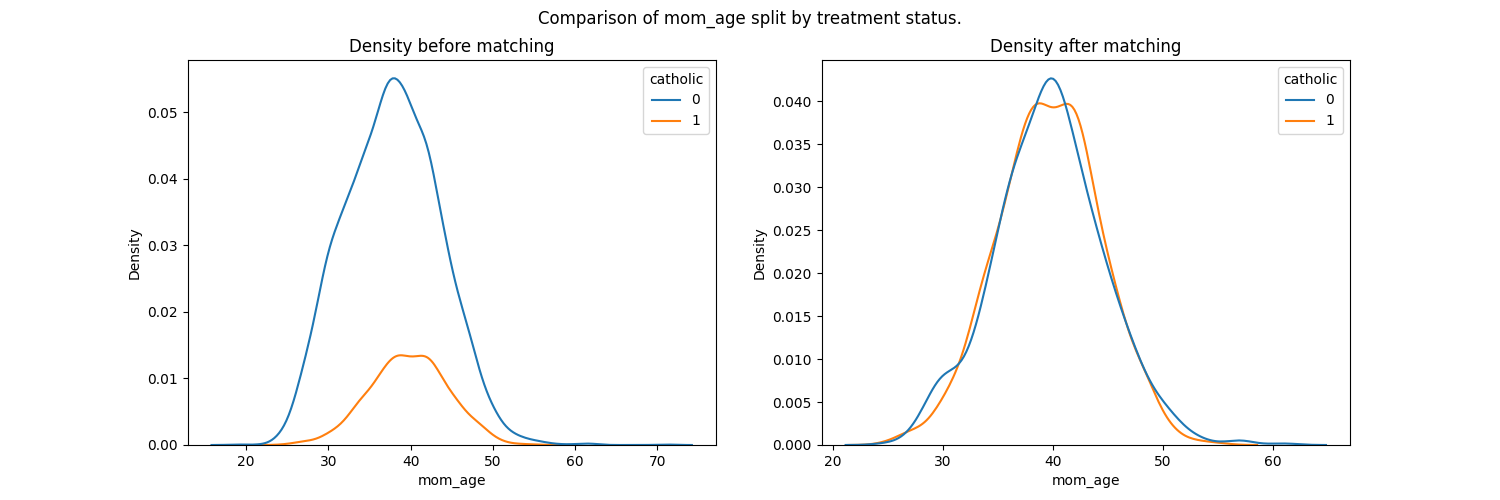 Comparison of mom_age split by treatment status.
Density before matching
catholic
0
1
0.05
0.04
0.03
0.02
0.01
0.00
Density
20 30 40 50 60 70
mom_age
Density after matching
catholic
0
1
0.040
0.035
0.030
0.025
0.020
0.015
0.010
0.005
0.000
Density
20 30 40 50 60
mom_age